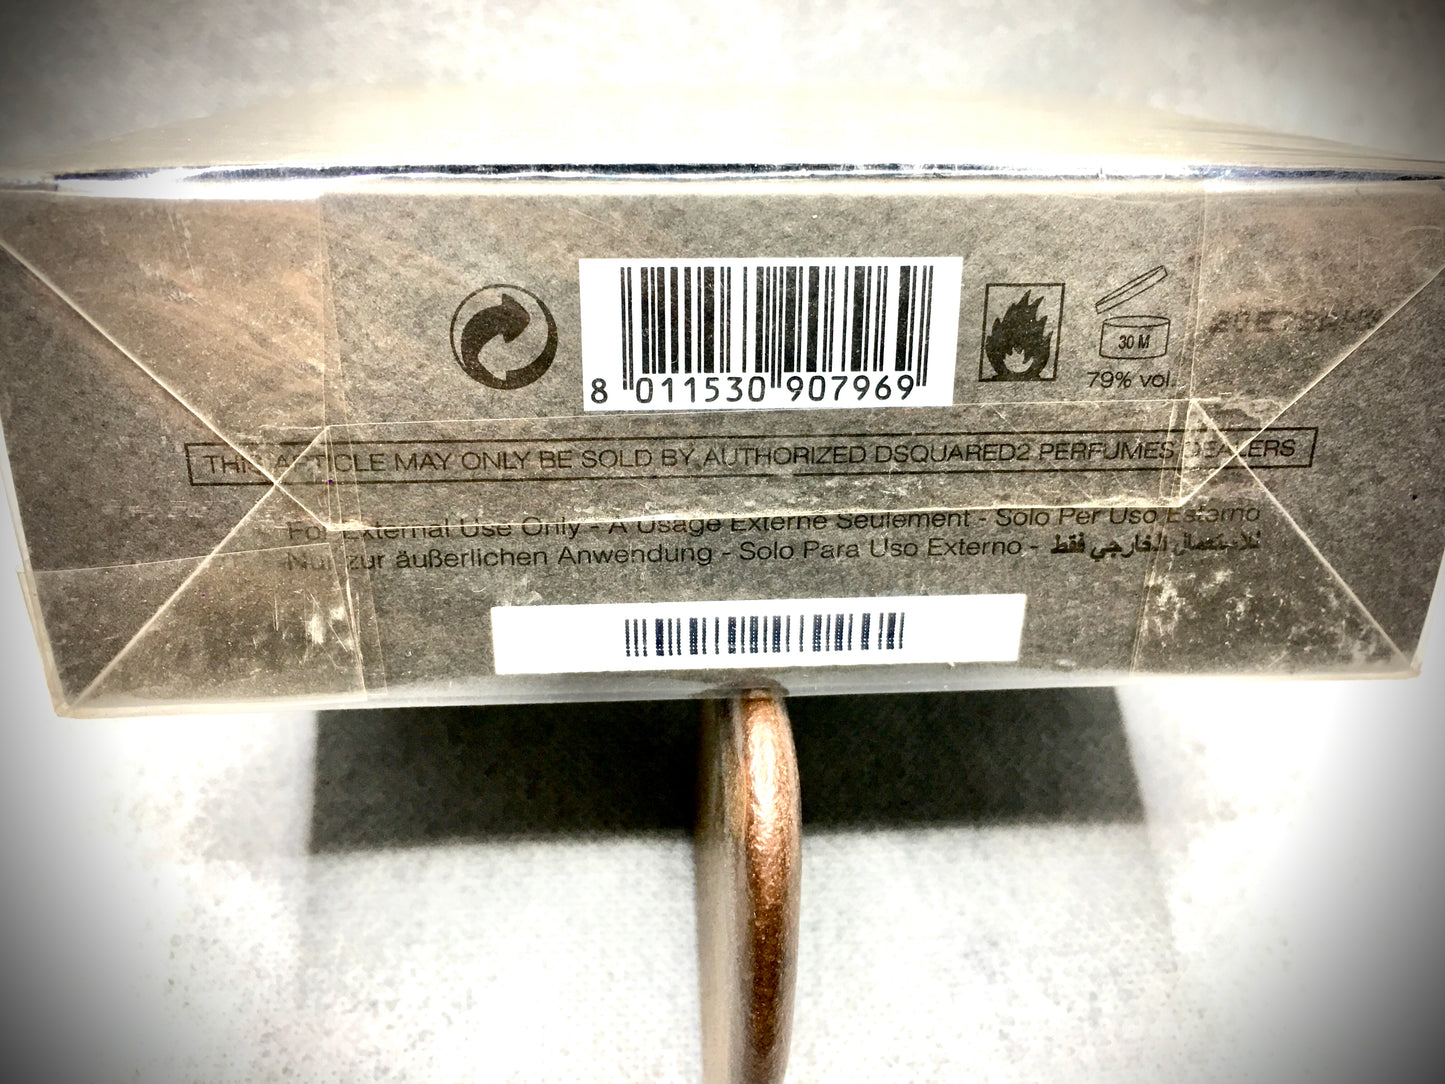 8 011530 907969
30 M
79% vol.
THIS ARTICLE MAY ONLY BE SOLD BY AUTHORIZED DSQUARED2 PERFUMES DEALERS
For External Use Only - A Usage Externe Seulement - Solo Per Uso Esterno
Nur zur äußerlichen Anwendung - Solo Para Uso Externo - للاستعمال الخارجي فقط